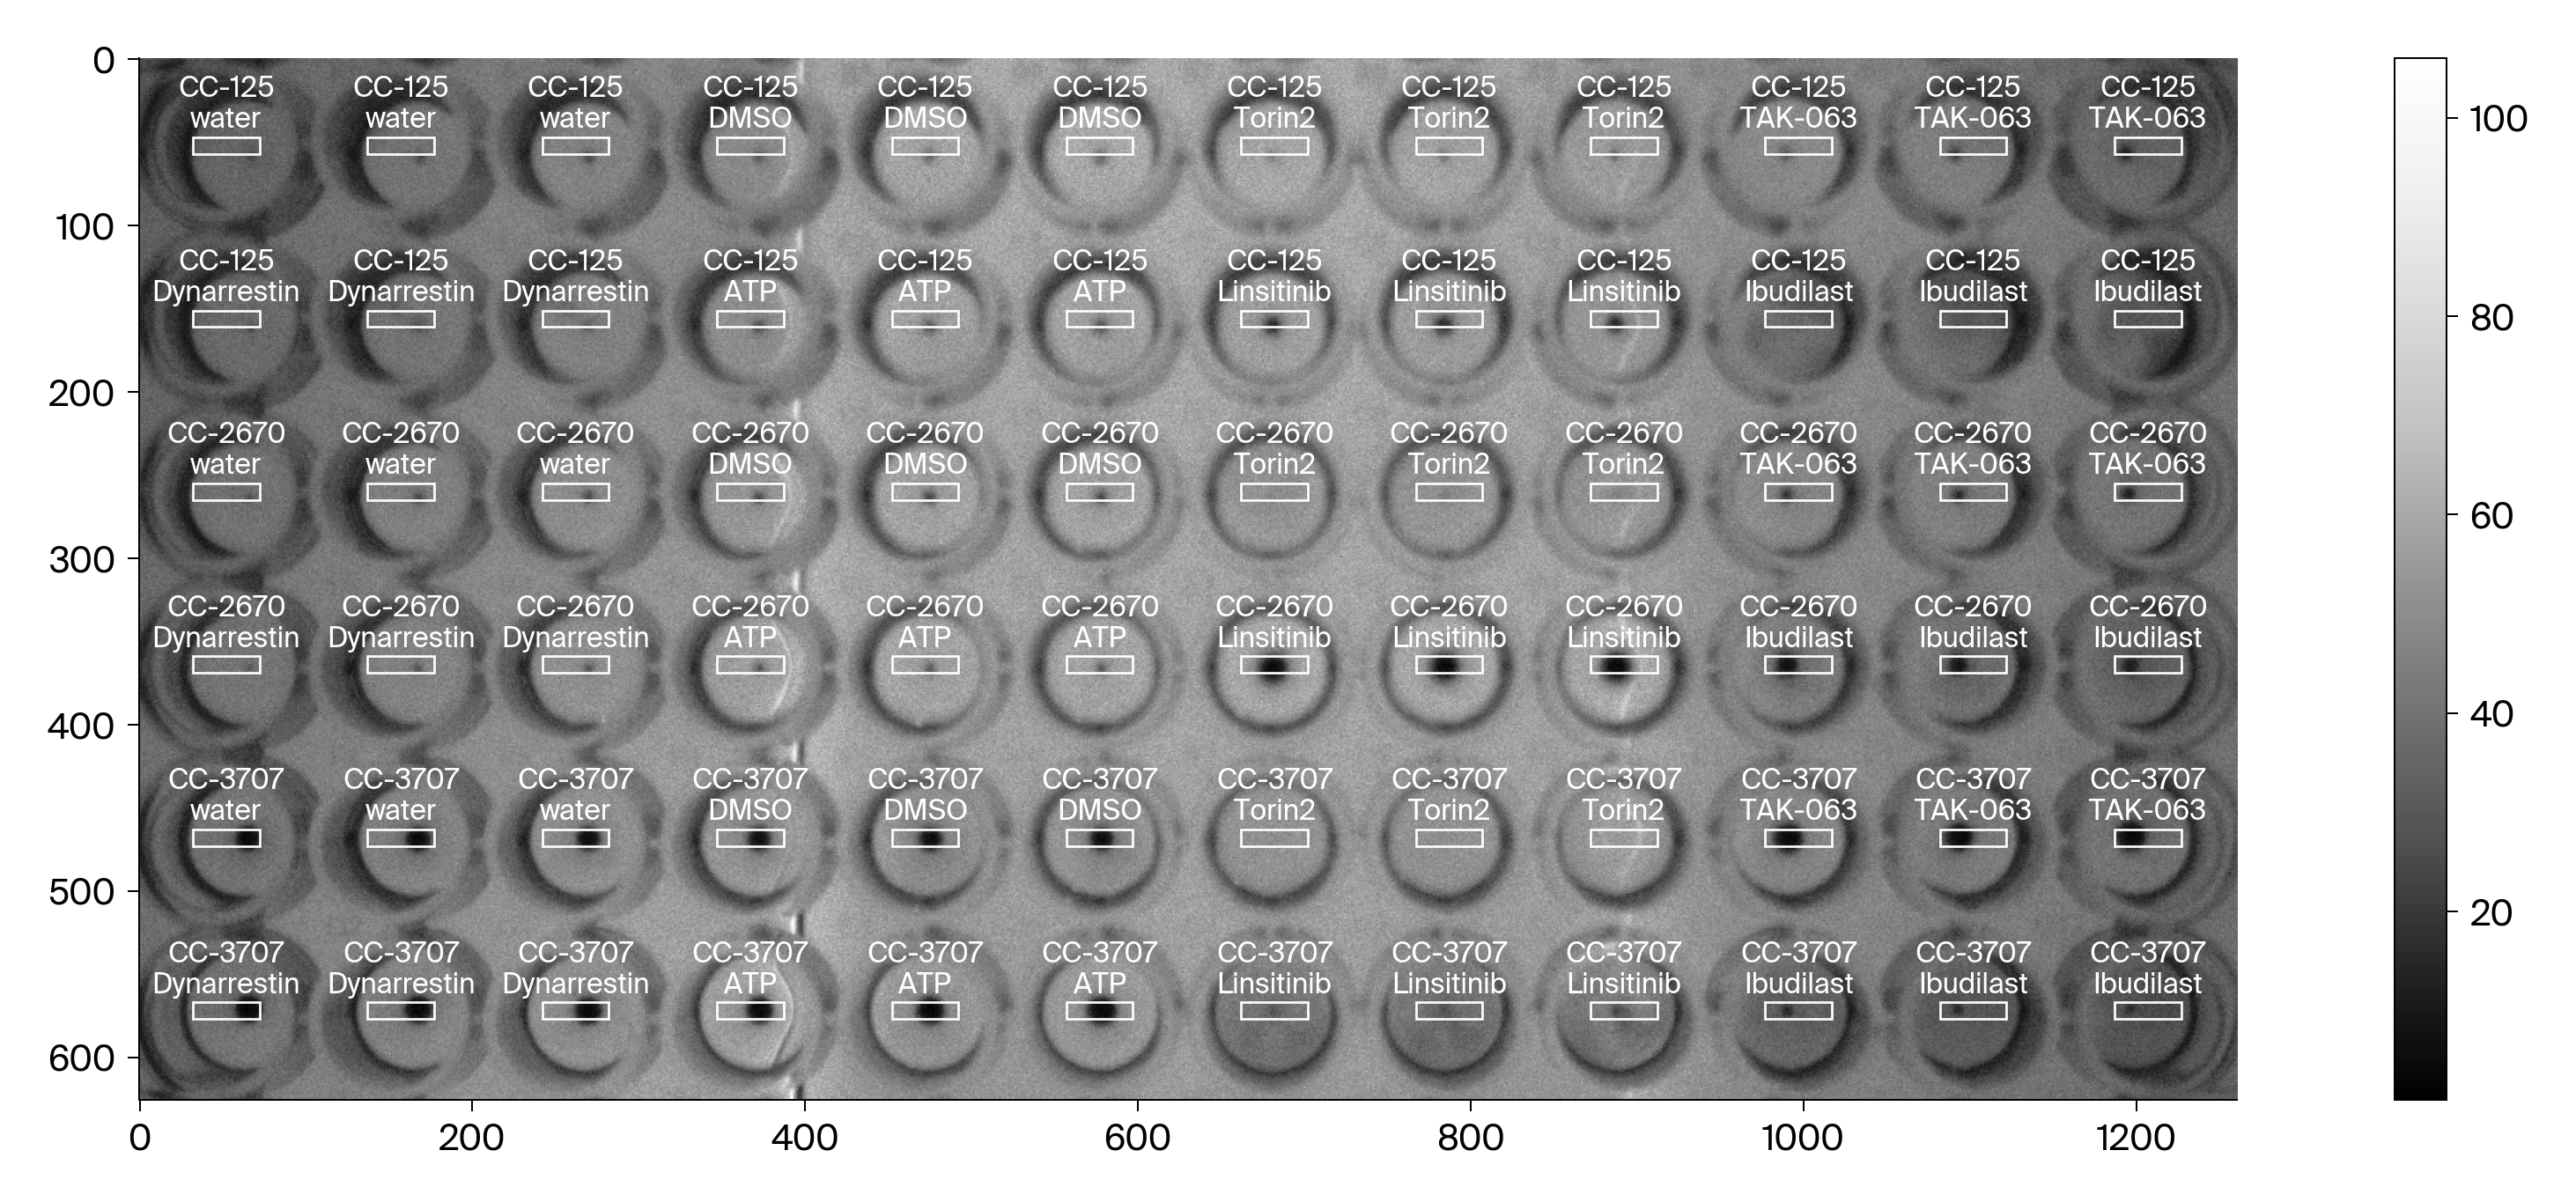 0
CC-125 CC-125 CC-125 CC-125 CC-125 CC-125 CC-125 CC-125 CC-125 CC-125 CC-125 CC-125
water water water DMSO DMSO DMSO Torin2 Torin2 Torin2 TAK-063 TAK-063 TAK-063
100
100
CC-125 CC-125 CC-125 CC-125 CC-125 CC-125 CC-125 CC-125 CC-125 CC-125 CC-125 CC-125
Dynarrestin Dynarrestin Dynarrestin ATP ATP ATP Linsitinib Linsitinib Linsitinib Ibudilast Ibudilast Ibudilast
80
200
CC-2670 CC-2670 CC-2670 CC-2670 CC-2670 CC-2670 CC-2670 CC-2670 CC-2670 CC-2670 CC-2670 CC-2670
water water water DMSO DMSO DMSO Torin2 Torin2 Torin2 TAK-063 TAK-063 TAK-063
60
300
CC-2670 CC-2670 CC-2670 CC-2670 CC-2670 CC-2670 CC-2670 CC-2670 CC-2670 CC-2670 CC-2670 CC-2670
Dynarrestin Dynarrestin Dynarrestin ATP ATP ATP Linsitinib Linsitinib Linsitinib Ibudilast Ibudilast Ibudilast
40
400
CC-3707 CC-3707 CC-3707 CC-3707 CC-3707 CC-3707 CC-3707 CC-3707 CC-3707 CC-3707 CC-3707 CC-3707
water water water DMSO DMSO DMSO Torin2 Torin2 Torin2 TAK-063 TAK-063 TAK-063
500
20
CC-3707 CC-3707 CC-3707 CC-3707 CC-3707 CC-3707 CC-3707 CC-3707 CC-3707 CC-3707 CC-3707 CC-3707
Dynarrestin Dynarrestin Dynarrestin ATP ATP ATP Linsitinib Linsitinib Linsitinib Ibudilast Ibudilast Ibudilast
600
0 200 400 600 800 1000 1200